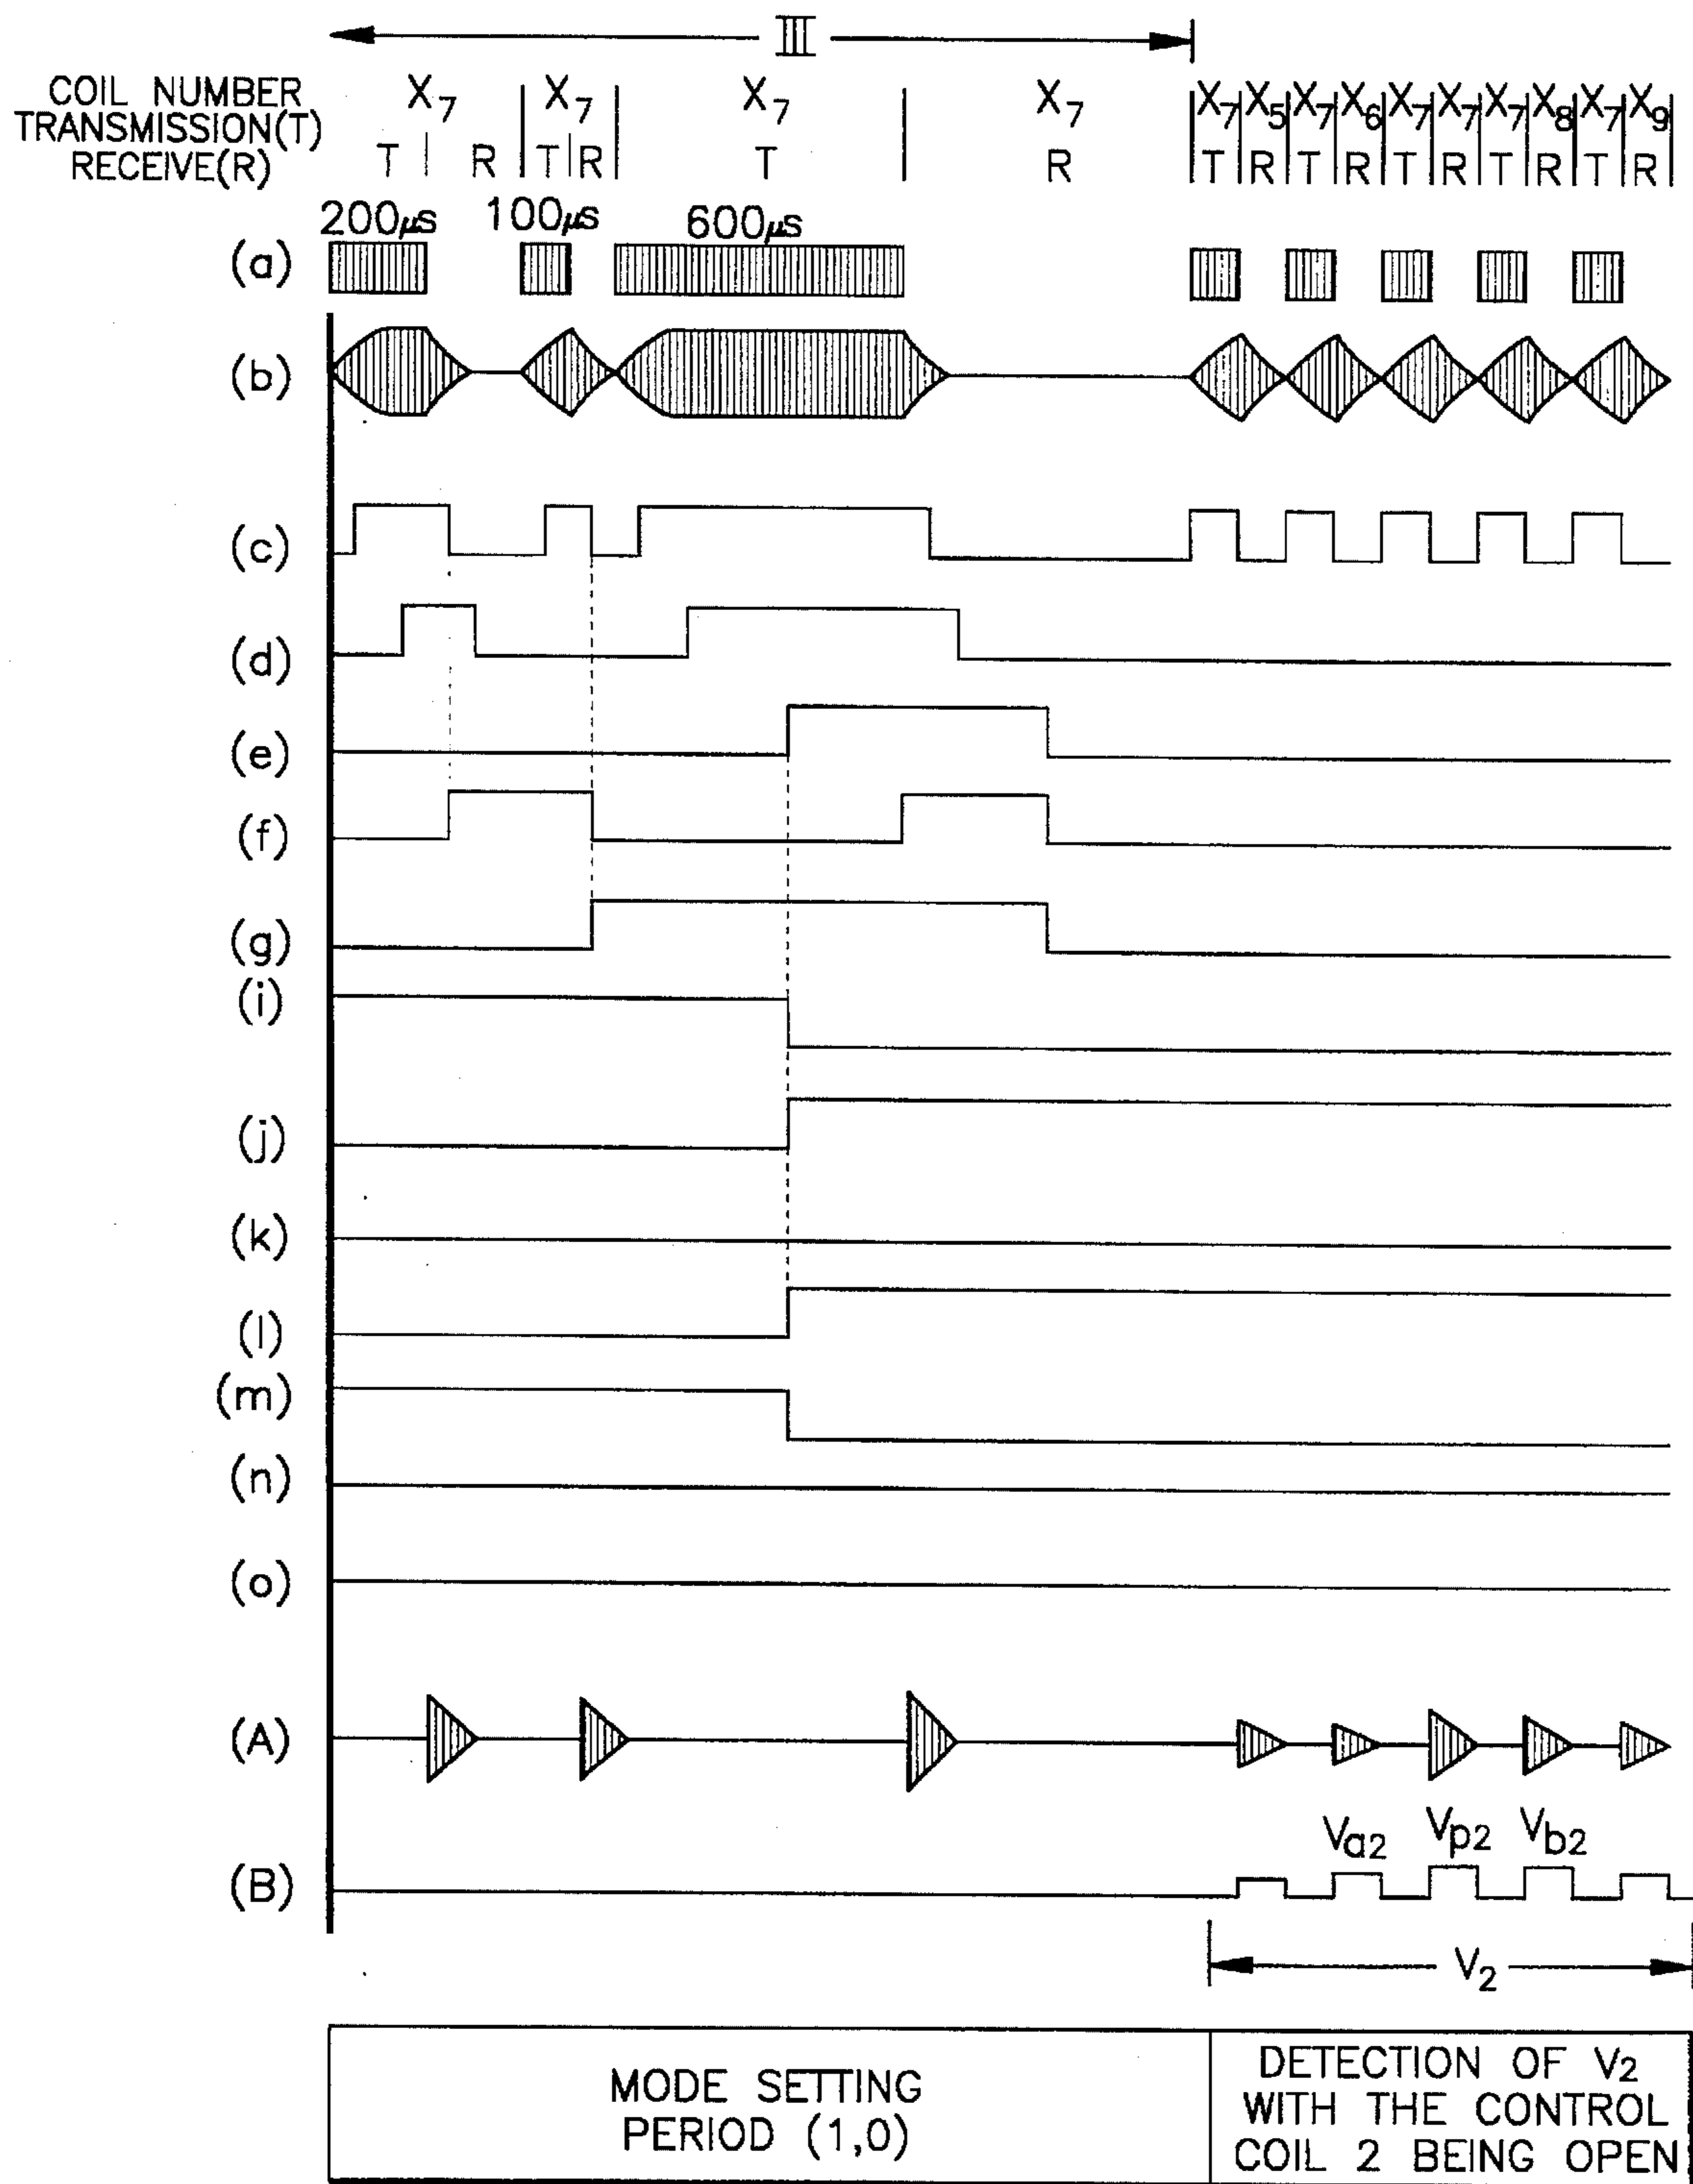 III
COIL NUMBER X7 X7 X7 X7 X7 X5 X7 X6 X7 X7 X7 X8 X7 X9
TRANSMISSION(T)
RECEIVE(R) T R T R T R T R T R T R T R T R
200μs 100μs 600μs
(a)
(b)
(c)
(d)
(e)
(f)
(g)
(i)
(j)
(k)
(l)
(m)
(n)
(o)
(A)
Va2 Vp2 Vb2
(B)
V2
MODE SETTING
PERIOD (1,0)
DETECTION OF V2
WITH THE CONTROL
COIL 2 BEING OPEN